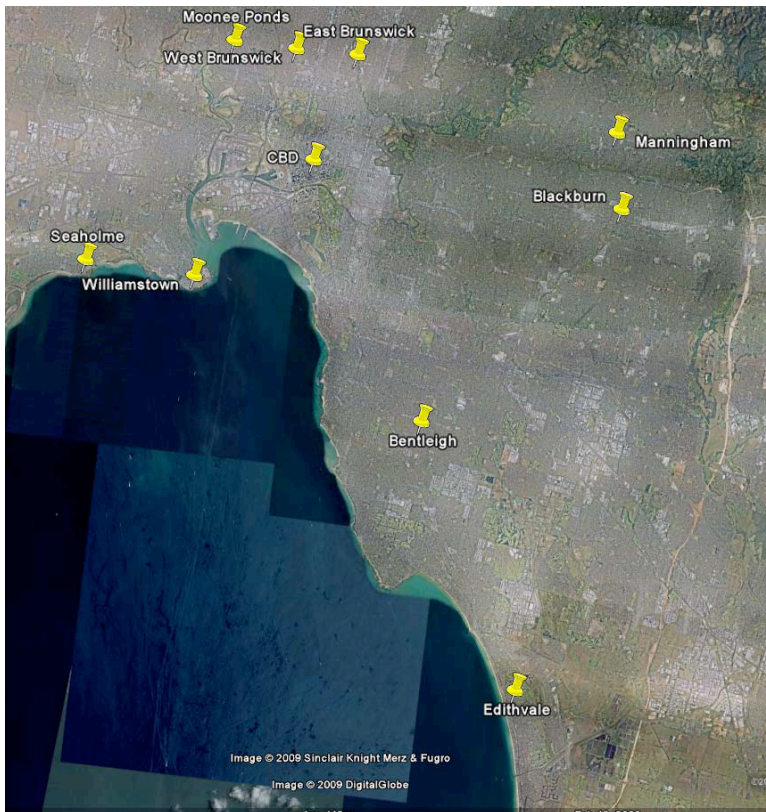 Moonee Ponds
East Brunswick
West Brunswick
CBD
Manningham
Blackburn
Seaholme
Williamstown
Bentleigh
Edithvale
Image © 2009 Sinclair Knight Merz & Fugro
Image © 2009 DigitalGlobe